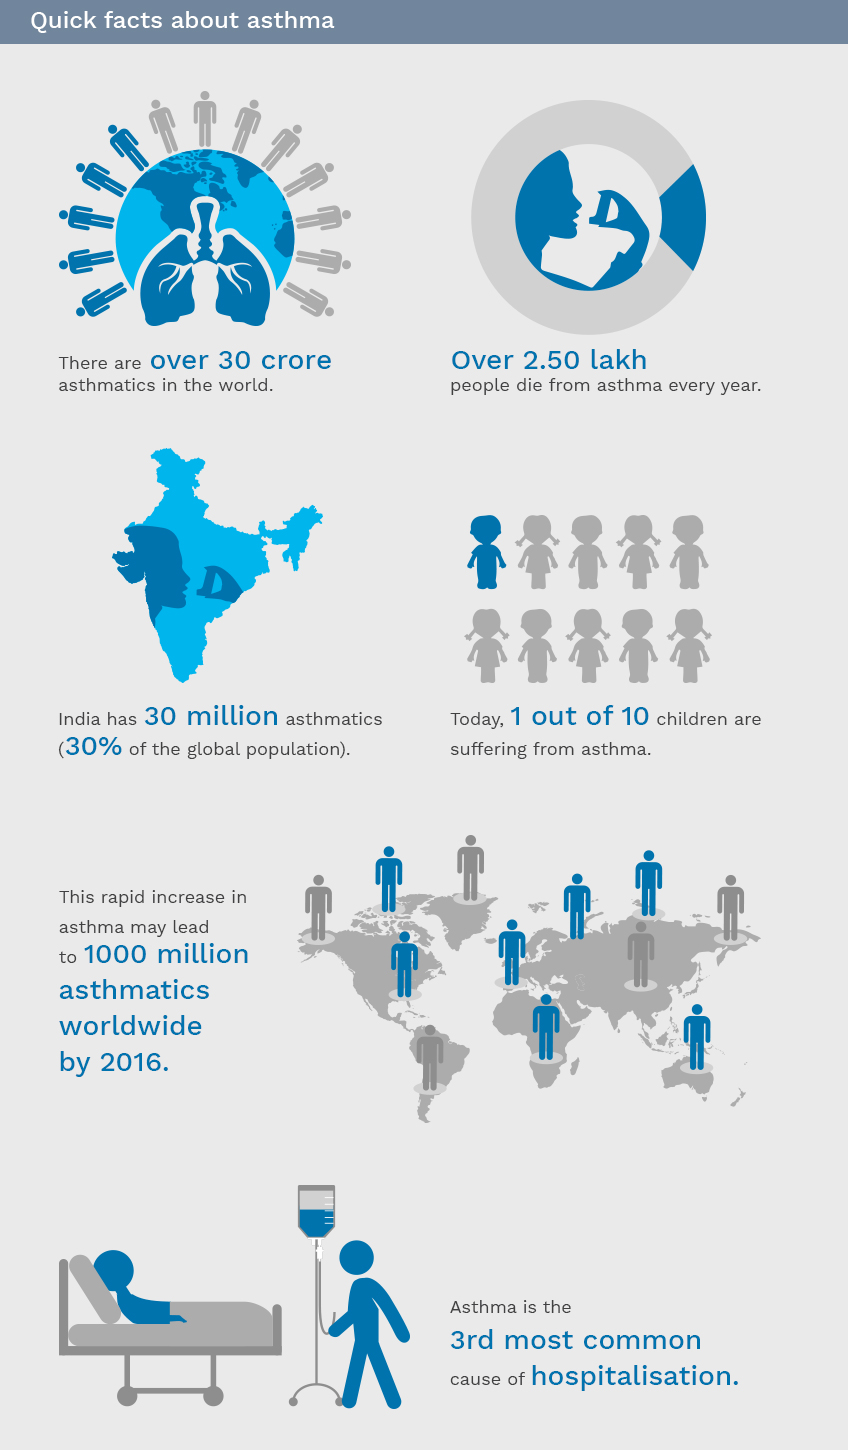 Quick facts about asthma
There are over 30 crore
asthmatics in the world.
Over 2.50 lakh
people die from asthma every year.
India has 30 million asthmatics
(30% of the global population).
Today, 1 out of 10 children are
suffering from asthma.
This rapid increase in
asthma may lead
to 1000 million
asthmatics
worldwide
by 2016.
Asthma is the
3rd most common
cause of hospitalisation.